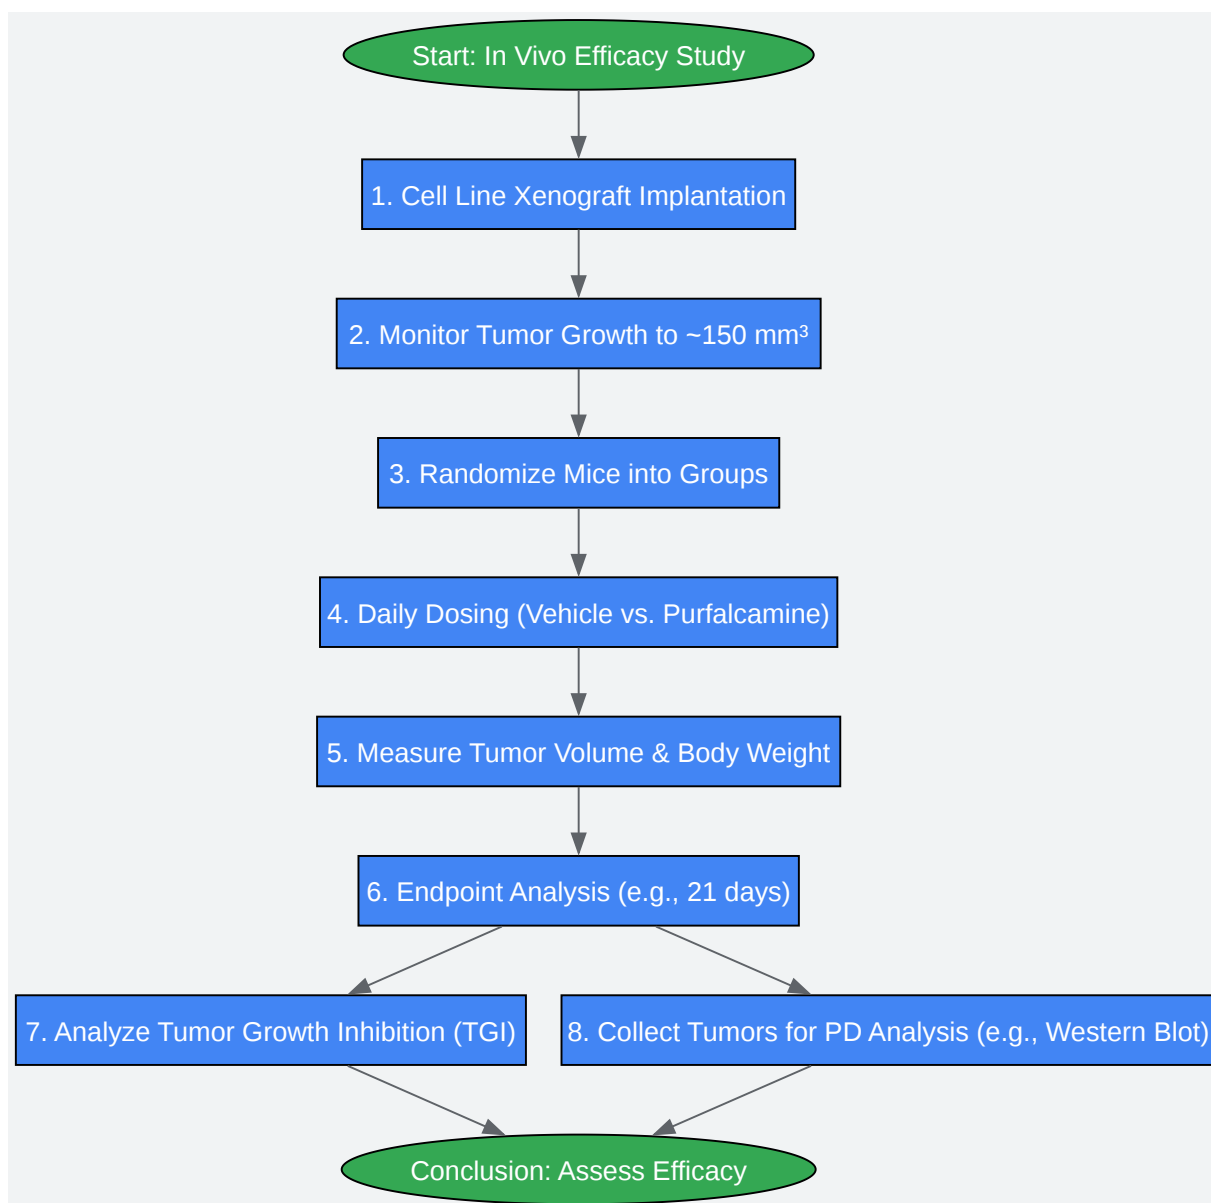 Start: In Vivo Efficacy Study
1. Cell Line Xenograft Implantation
2. Monitor Tumor Growth to ~150 mm³
3. Randomize Mice into Groups
4. Daily Dosing (Vehicle vs. Purfalcamine)
5. Measure Tumor Volume & Body Weight
6. Endpoint Analysis (e.g., 21 days)
7. Analyze Tumor Growth Inhibition (TGI)
8. Collect Tumors for PD Analysis (e.g., Western Blot)
Conclusion: Assess Efficacy